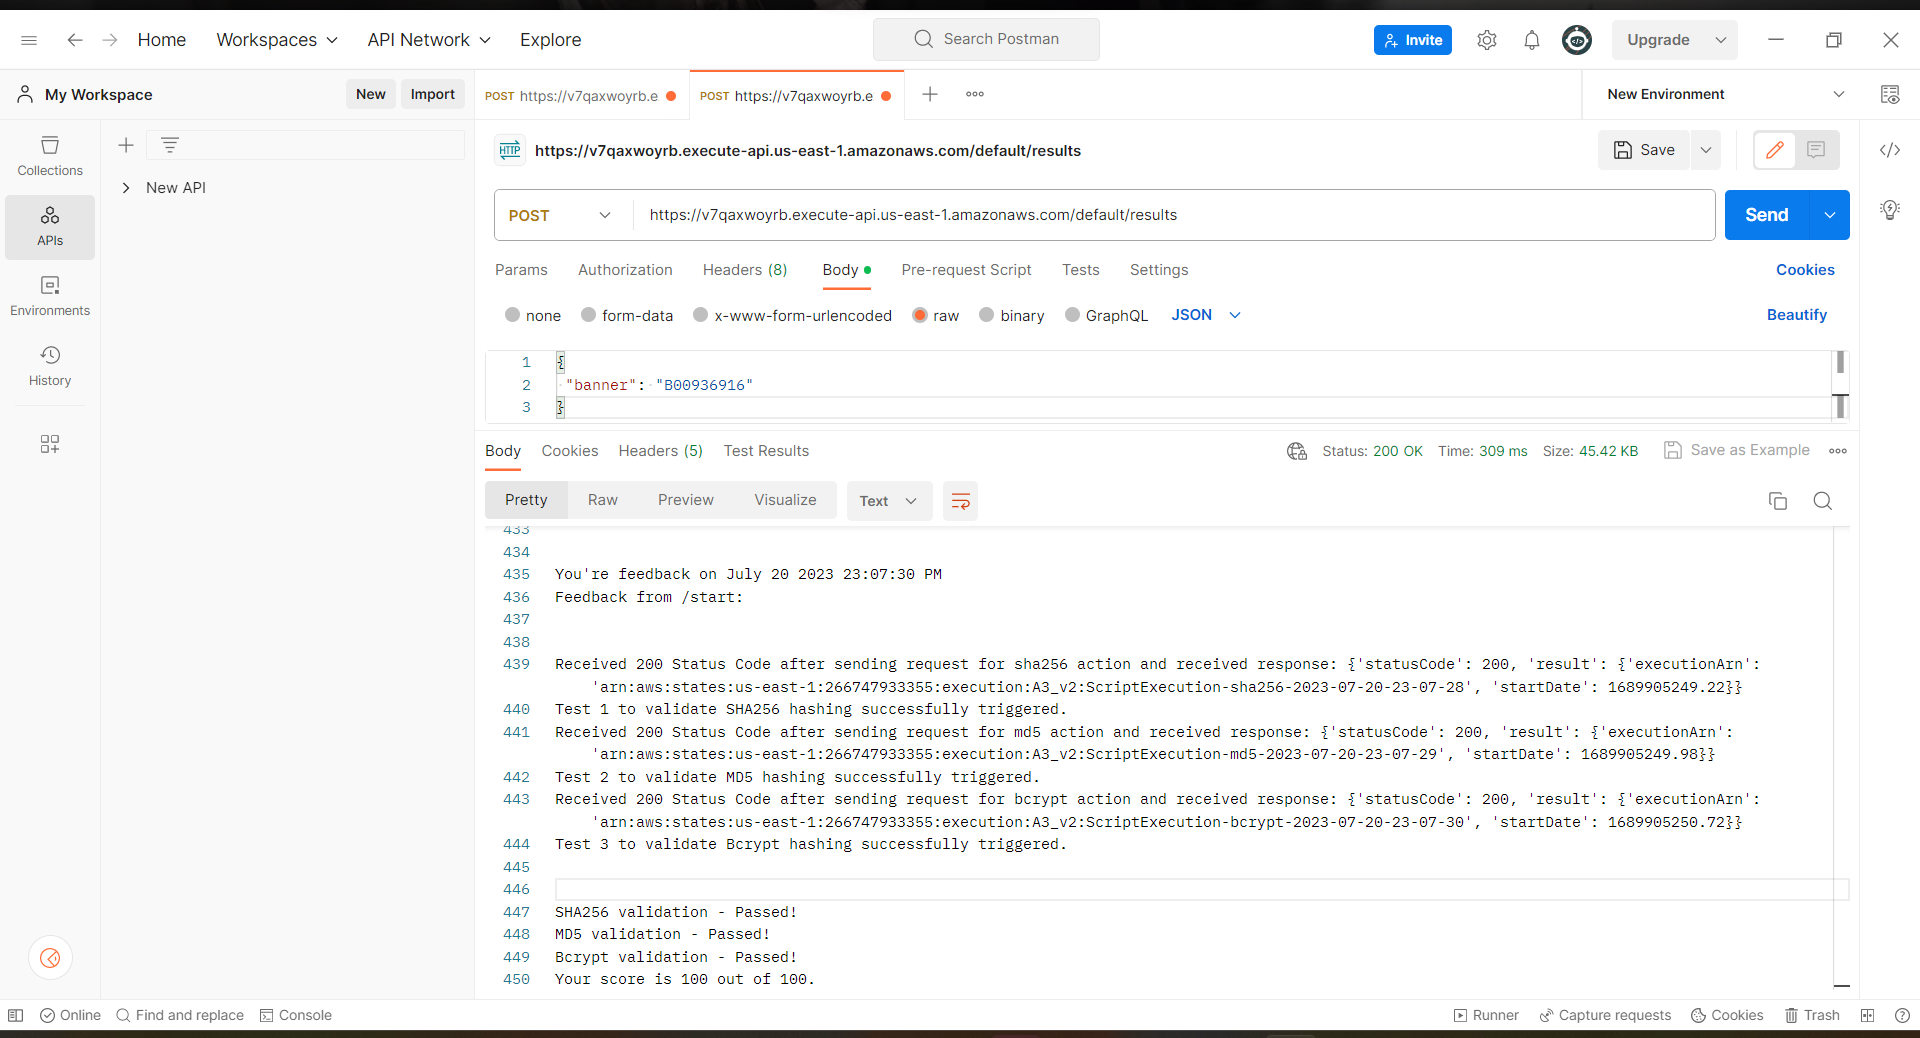 Home Workspaces API Network Explore Search Postman Invite Upgrade
My Workspace New Import POST https://v7qaxwoyrb.e POST https://v7qaxwoyrb.e New Environment
Collections
APIs
Environments
History
New API
HTTP https://v7qaxwoyrb.execute-api.us-east-1.amazonaws.com/default/results Save
POST https://v7qaxwoyrb.execute-api.us-east-1.amazonaws.com/default/results Send
Params Authorization Headers (8) Body Pre-request Script Tests Settings Cookies
none form-data x-www-form-urlencoded raw binary GraphQL JSON Beautify
1 {
2 "banner": "B00936916"
3 }
Body Cookies Headers (5) Test Results Status: 200 OK Time: 309 ms Size: 45.42 KB Save as Example
Pretty Raw Preview Visualize Text
433
434
435 You're feedback on July 20 2023 23:07:30 PM
436 Feedback from /start:
437
438
439 Received 200 Status Code after sending request for sha256 action and received response: {'statusCode': 200, 'result': {'executionArn':
'arn:aws:states:us-east-1:266747933355:execution:A3_v2:ScriptExecution-sha256-2023-07-20-23-07-28', 'startDate': 1689905249.22}}
440 Test 1 to validate SHA256 hashing successfully triggered.
441 Received 200 Status Code after sending request for md5 action and received response: {'statusCode': 200, 'result': {'executionArn':
'arn:aws:states:us-east-1:266747933355:execution:A3_v2:ScriptExecution-md5-2023-07-20-23-07-29', 'startDate': 1689905249.98}}
442 Test 2 to validate MD5 hashing successfully triggered.
443 Received 200 Status Code after sending request for bcrypt action and received response: {'statusCode': 200, 'result': {'executionArn':
'arn:aws:states:us-east-1:266747933355:execution:A3_v2:ScriptExecution-bcrypt-2023-07-20-23-07-30', 'startDate': 1689905250.72}}
444 Test 3 to validate Bcrypt hashing successfully triggered.
445
446
447 SHA256 validation - Passed!
448 MD5 validation - Passed!
449 Bcrypt validation - Passed!
450 Your score is 100 out of 100.
Online Find and replace Console Runner Capture requests Cookies Trash